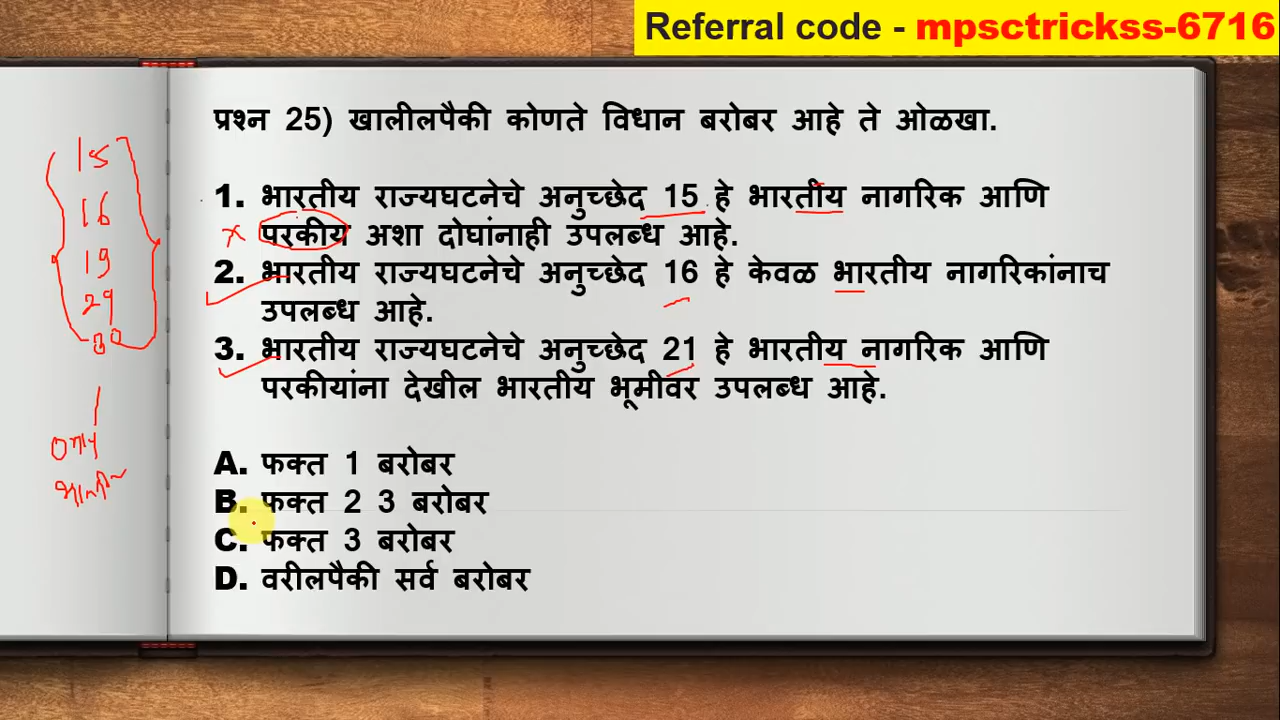 Referral code - mpsctrickss-6716
प्रश्न 25) खालीलपैकी कोणते विधान बरोबर आहे ते ओळखा.
1. भारतीय राज्यघटनेचे अनुच्छेद 15 हे भारतीय नागरिक आणि
परकीय अशा दोघांनाही उपलब्ध आहे.
2. भारतीय राज्यघटनेचे अनुच्छेद 16 हे केवळ भारतीय नागरिकांनाच
उपलब्ध आहे.
3. भारतीय राज्यघटनेचे अनुच्छेद 21 हे भारतीय नागरिक आणि
परकीयांना देखील भारतीय भूमीवर उपलब्ध आहे.
A. फक्त 1 बरोबर
B. फक्त 2 3 बरोबर
C. फक्त 3 बरोबर
D. वरीलपैकी सर्व बरोबर
15
16
19
29
30
only